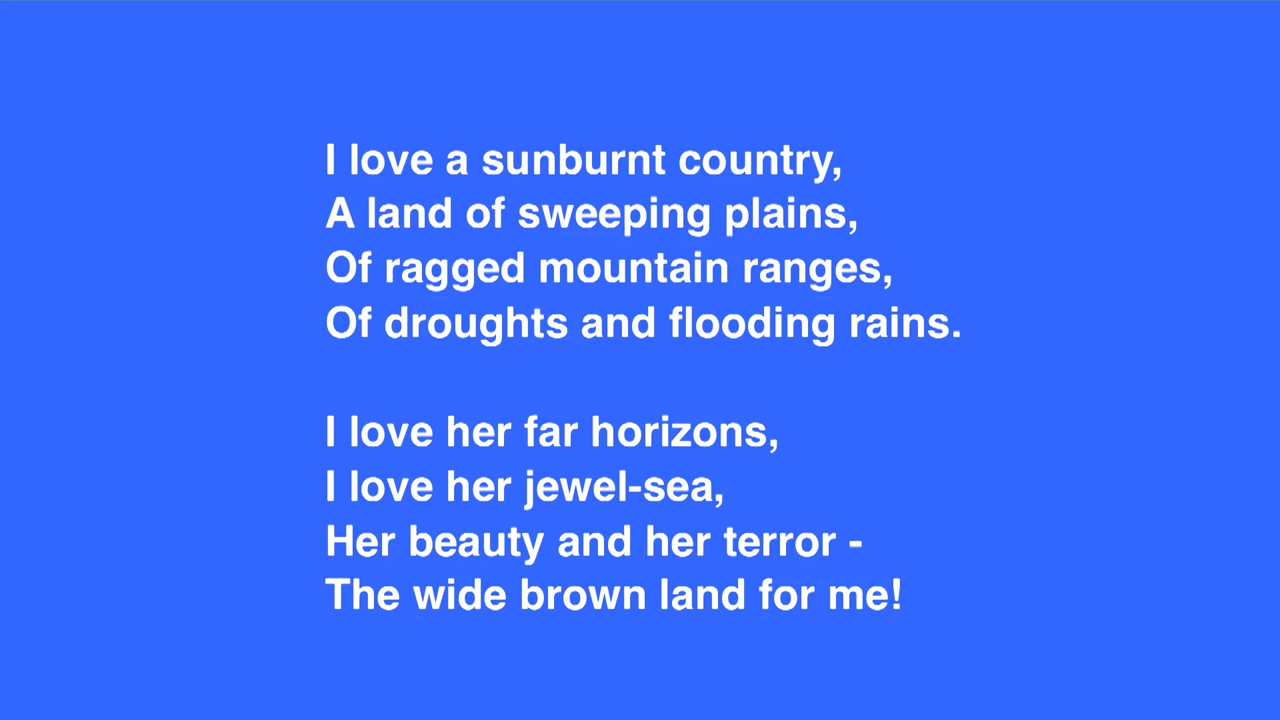 I love a sunburnt country,
A land of sweeping plains,
Of ragged mountain ranges,
Of droughts and flooding rains.

I love her far horizons,
I love her jewel-sea,
Her beauty and her terror -
The wide brown land for me!